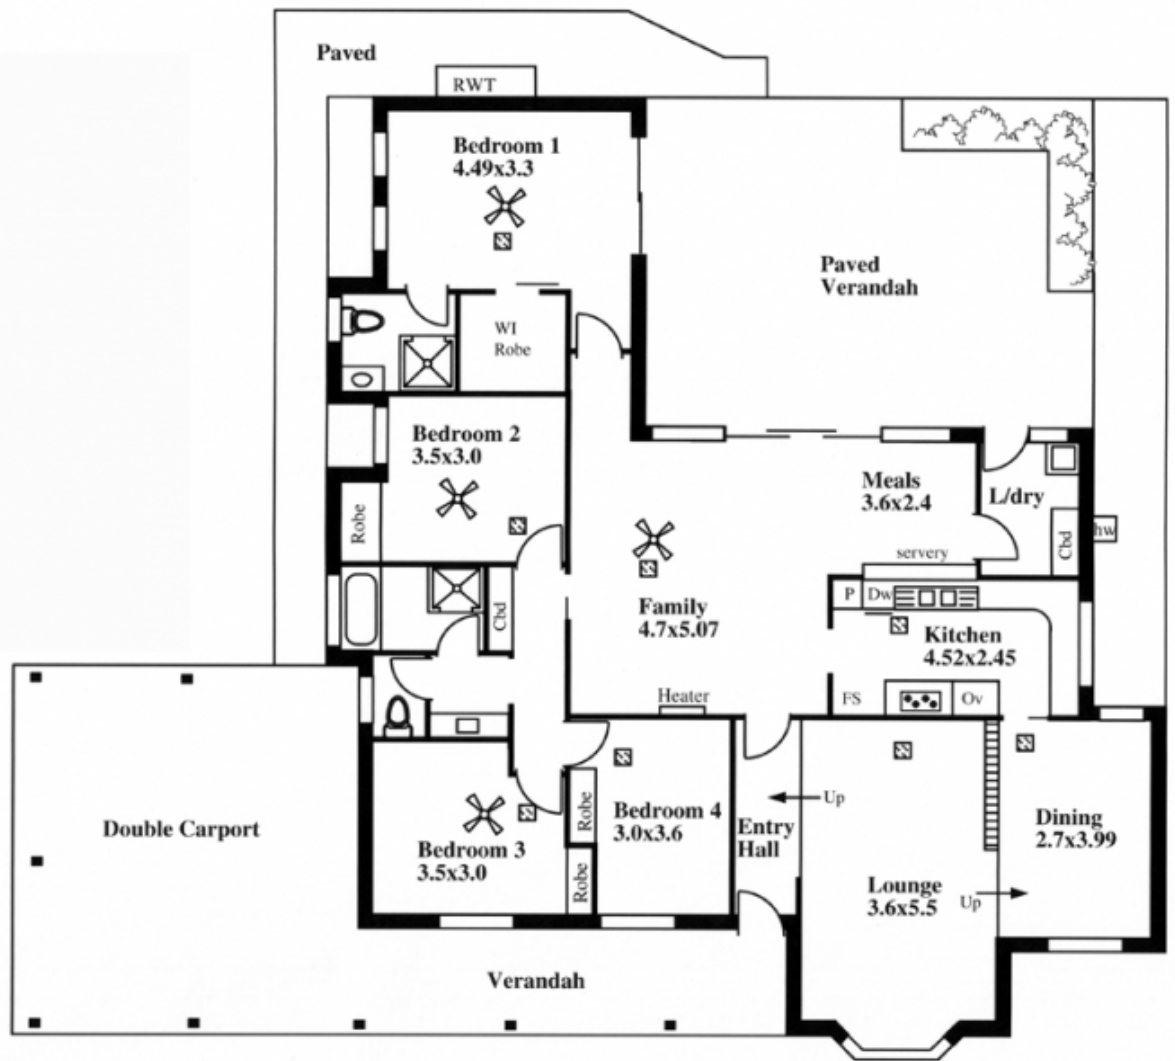 Paved
RWT
Bedroom 1
4.49x3.3
Paved
Verandah
WI
Robe
Bedroom 2
3.5x3.0
Robe
Meals
3.6x2.4
L/dry
hw
Cbd
servery
Cbd
P
Dw
Family
4.7x5.07
Kitchen
4.52x2.45
Heater
FS
Ov
Double Carport
Bedroom 3
3.5x3.0
Robe
Robe
Bedroom 4
3.0x3.6
Entry
Hall
Up
Lounge
3.6x5.5
Up
Dining
2.7x3.99
Verandah